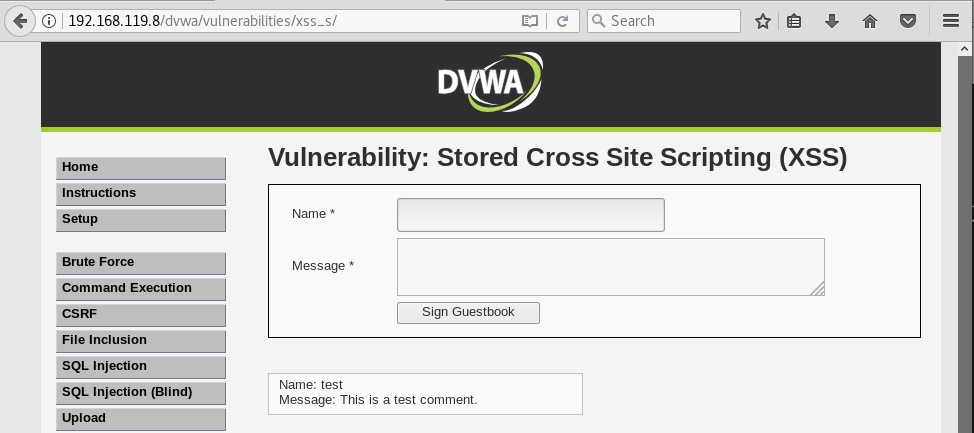 192.168.119.8/dvwa/vulnerabilities/xss_s/
Search
DVWA
Home
Instructions
Setup
Brute Force
Command Execution
CSRF
File Inclusion
SQL Injection
SQL Injection (Blind)
Upload
Vulnerability: Stored Cross Site Scripting (XSS)
Name *
Message *
Sign Guestbook
Name: test
Message: This is a test comment.